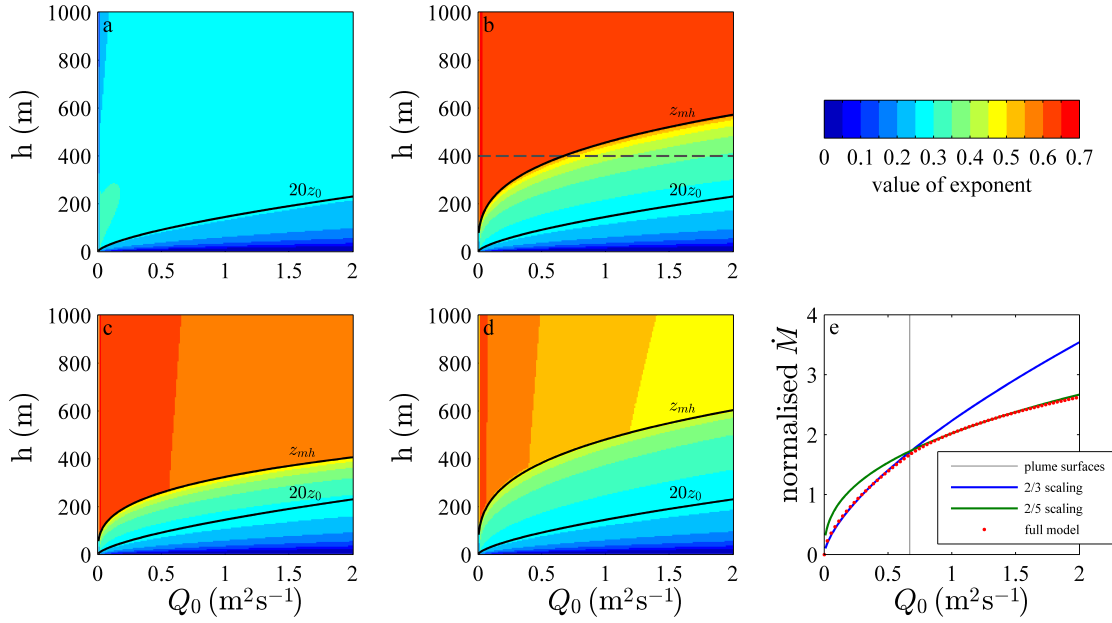 a
1000
800
600
400
200
0
h (m)
20z₀
0 0.5 1 1.5 2
b
1000
800
600
400
200
0
h (m)
z_mh
20z₀
0 0.5 1 1.5 2
0 0.1 0.2 0.3 0.4 0.5 0.6 0.7
value of exponent
c
1000
800
600
400
200
0
h (m)
z_mh
20z₀
0 0.5 1 1.5 2
Q₀ (m²s⁻¹)
d
1000
800
600
400
200
0
h (m)
z_mh
20z₀
0 0.5 1 1.5 2
Q₀ (m²s⁻¹)
e
4
3
2
1
0
normalised Ṁ
plume surfaces
2/3 scaling
2/5 scaling
full model
0 0.5 1 1.5 2
Q₀ (m²s⁻¹)